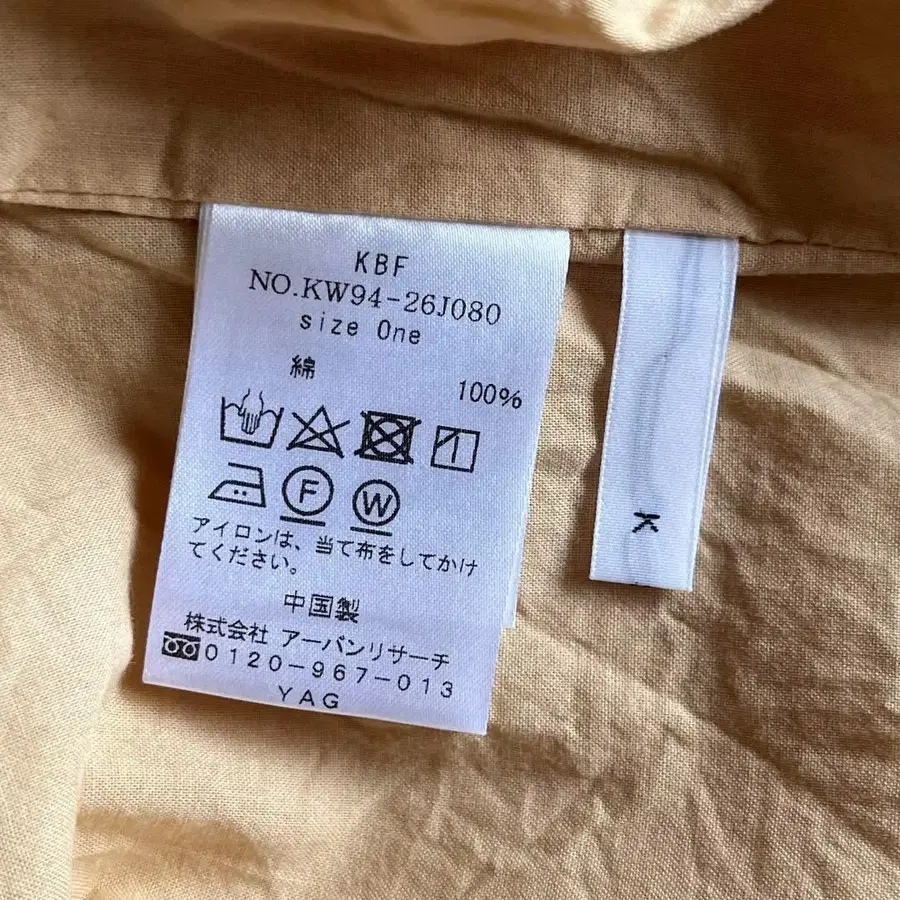 KBF
NO.KW94-26J080
size One
綿 100%
F W
アイロンは、当て布をしてかけ
てください。
中国製
株式会社 アーバンリサーチ
0120-967-013
YAG
K